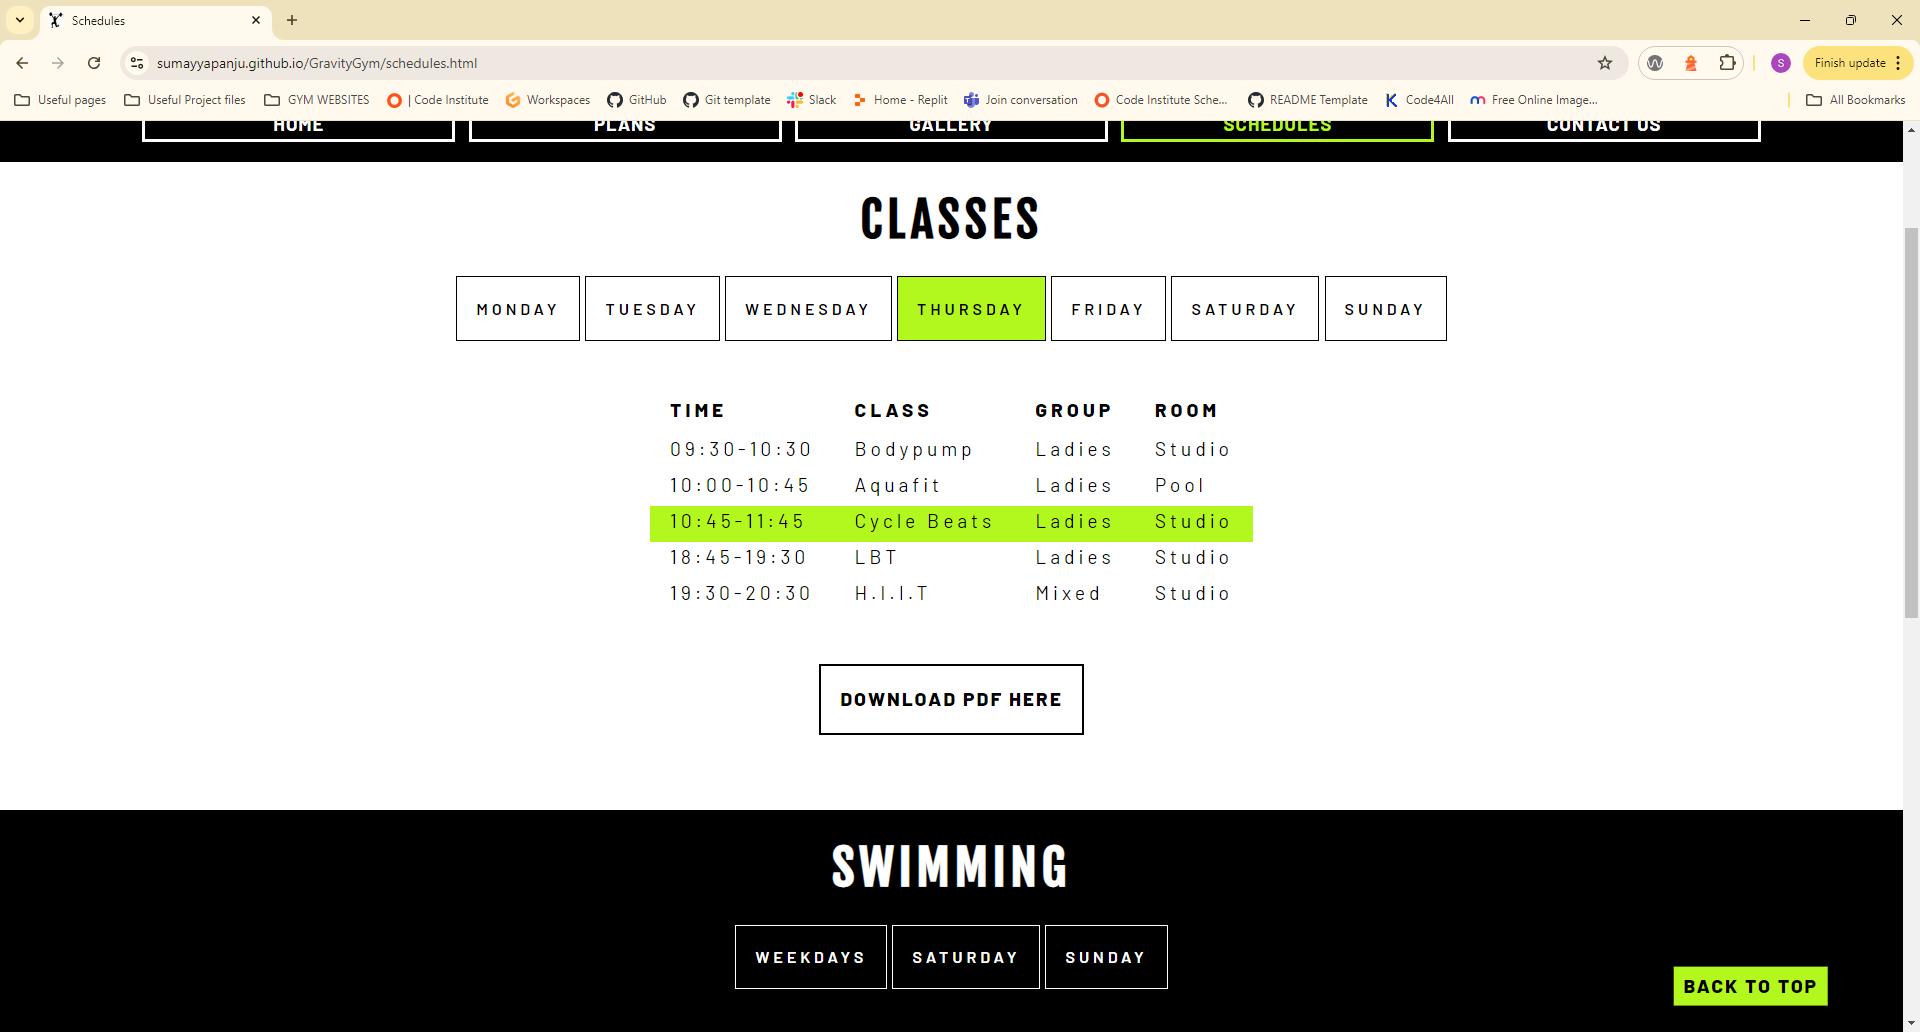 Schedules
sumayyapanju.github.io/GravityGym/schedules.html
S
Finish update
Useful pages Useful Project files GYM WEBSITES | Code Institute Workspaces GitHub Git template Slack Home - Replit Join conversation Code Institute Sche... README Template Code4All Free Online Image... All Bookmarks
HOME PLANS GALLERY SCHEDULES CONTACT US
CLASSES
MONDAY TUESDAY WEDNESDAY THURSDAY FRIDAY SATURDAY SUNDAY
TIME CLASS GROUP ROOM
09:30-10:30 Bodypump Ladies Studio
10:00-10:45 Aquafit Ladies Pool
10:45-11:45 Cycle Beats Ladies Studio
18:45-19:30 LBT Ladies Studio
19:30-20:30 H.I.I.T Mixed Studio
DOWNLOAD PDF HERE
SWIMMING
WEEKDAYS SATURDAY SUNDAY
BACK TO TOP